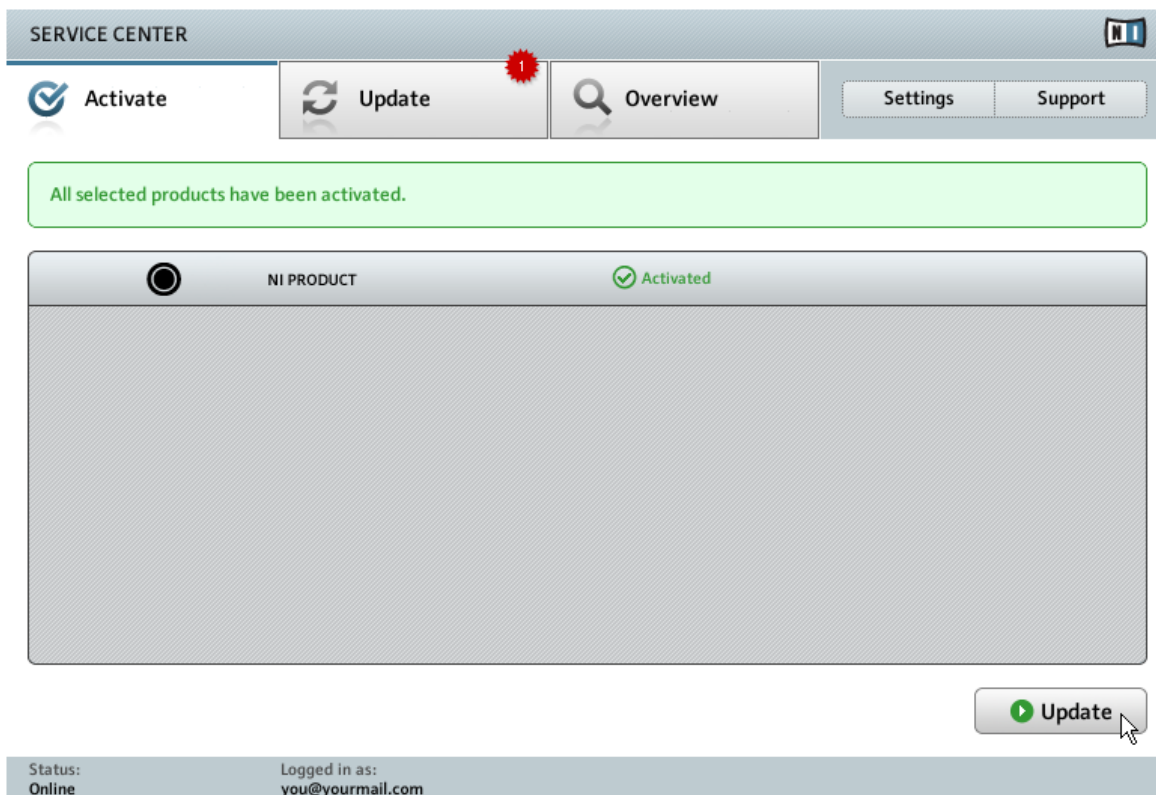 SERVICE CENTER
NI
Activate
Update
1
Overview
Settings
Support
All selected products have been activated.
NI PRODUCT
Activated
Update
Status:
Logged in as:
Online
you@yourmail.com